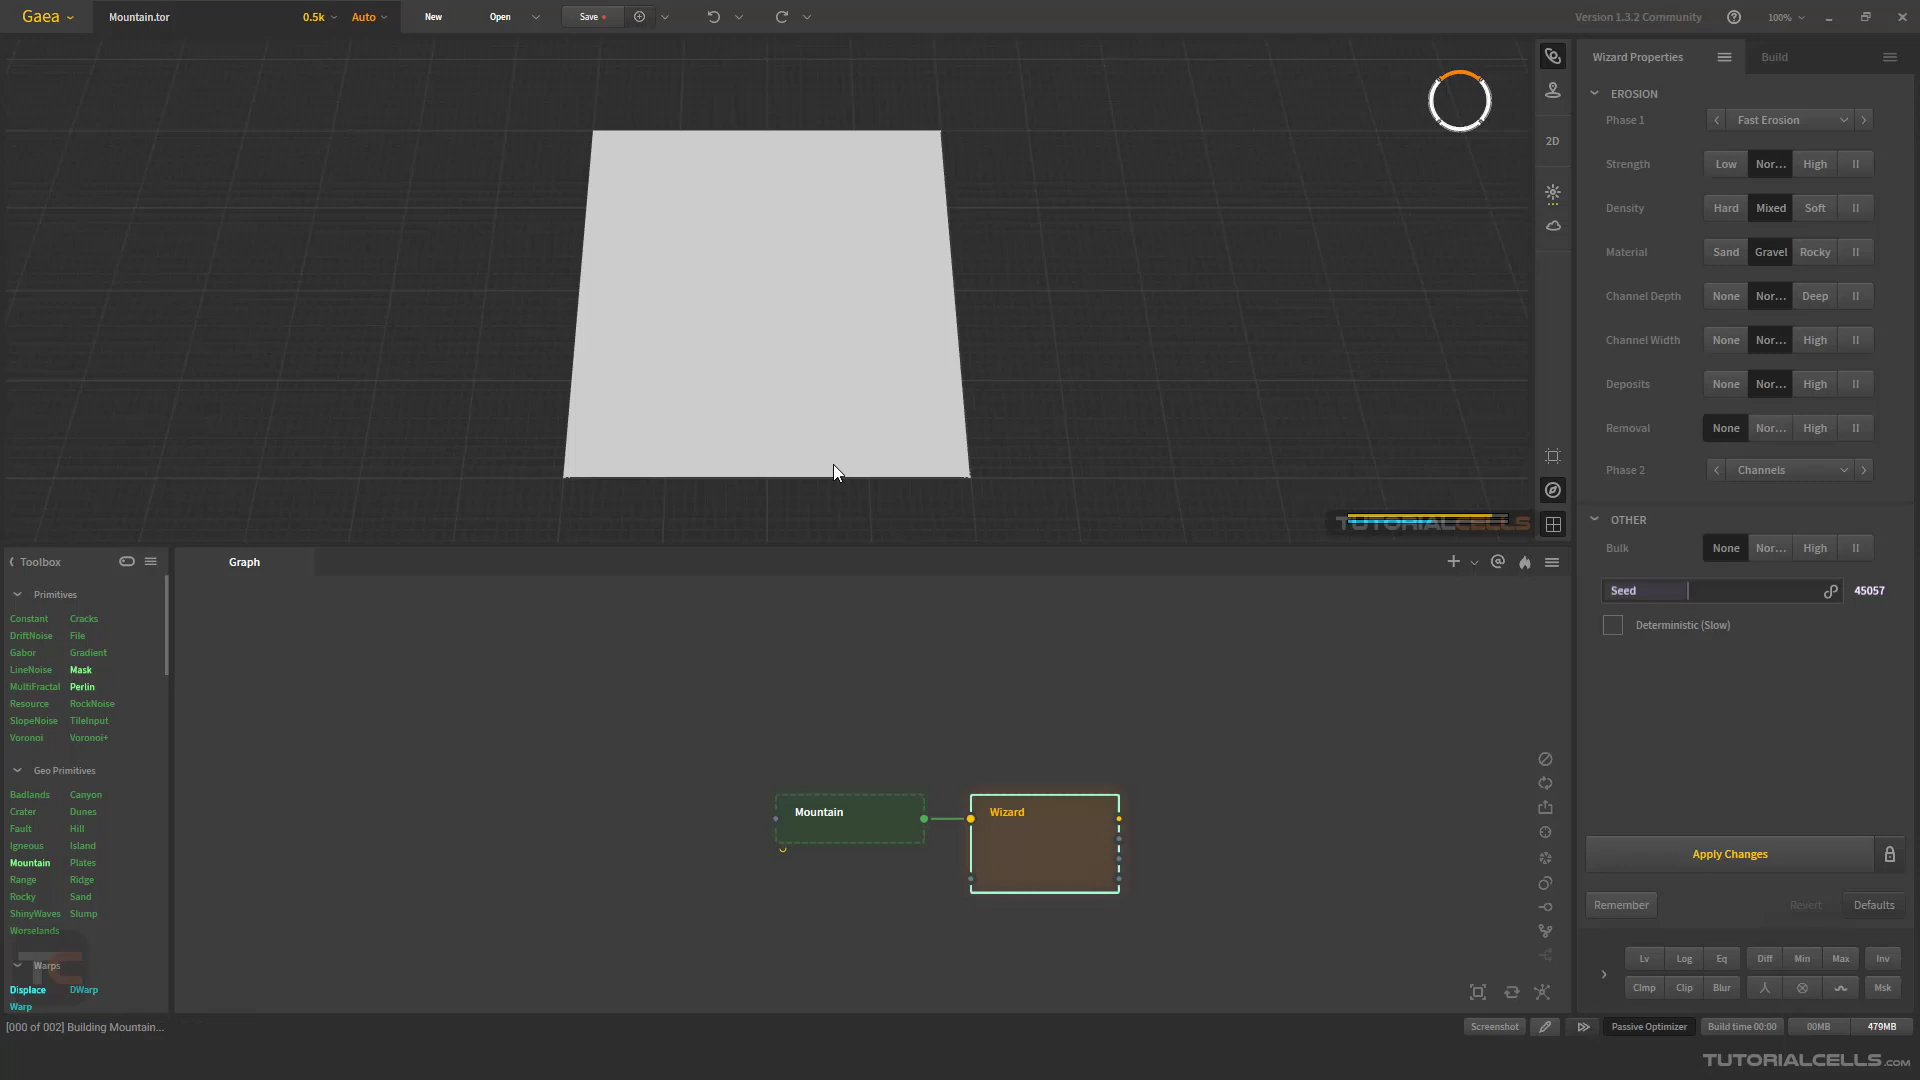 Gaea
Mountain.tor
0.5k
Auto
New
Open
Save
Version 1.3.2 Community
100%
Wizard Properties
Build
EROSION
Phase 1
Fast Erosion
Strength
Low Nor... High
Density
Hard Mixed Soft
Material
Sand Gravel Rocky
Channel Depth
None Nor... Deep
Channel Width
None Nor... High
Deposits
None Nor... High
Removal
None Nor... High
Phase 2
Channels
OTHER
Bulk
None Nor... High
Seed
45057
Deterministic (Slow)
Apply Changes
Remember
Revert
Defaults
Lv Log Eq Diff Min Max Inv
Clmp Clip Blur Msk
2D
TUTORIALCELLS
Toolbox
Graph
Primitives
Constant Cracks
DriftNoise File
Gabor Gradient
LineNoise Mask
MultiFractal Perlin
Resource RockNoise
SlopeNoise TileInput
Voronoi Voronoi+
Geo Primitives
Badlands Canyon
Crater Dunes
Fault Hill
Igneous Island
Mountain Plates
Range Ridge
Rocky Sand
ShinyWaves Slump
Worselands
TC
Warps
Displace DWarp
Warp
Mountain
Wizard
[000 of 002] Building Mountain...
Screenshot
Passive Optimizer
Build time 00:00
00MB
479MB
TUTORIALCELLS.COM